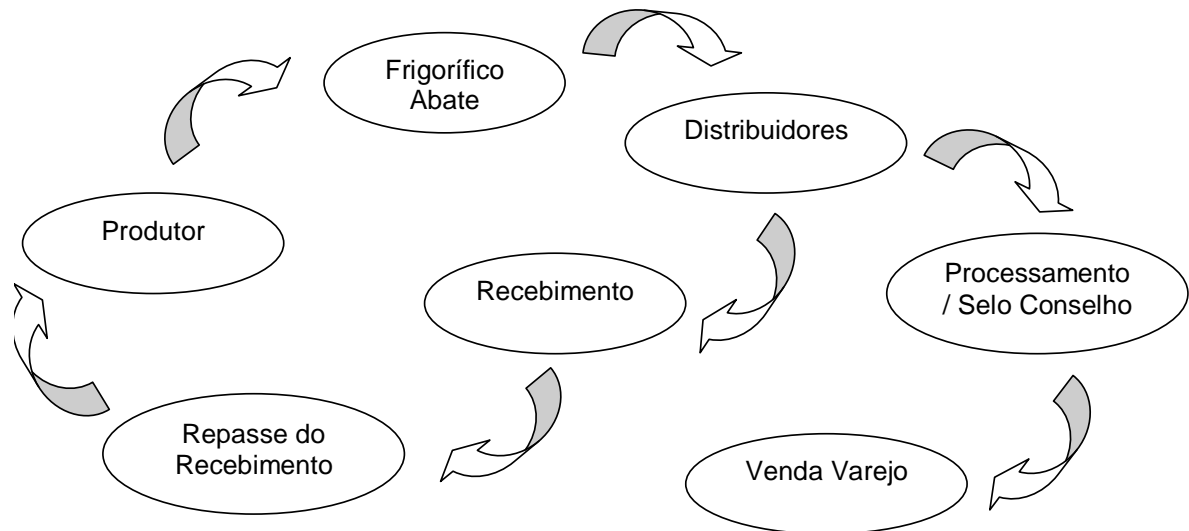 Frigorífico
Abate
Distribuidores
Produtor
Recebimento
Processamento
/ Selo Conselho
Repasse do
Recebimento
Venda Varejo